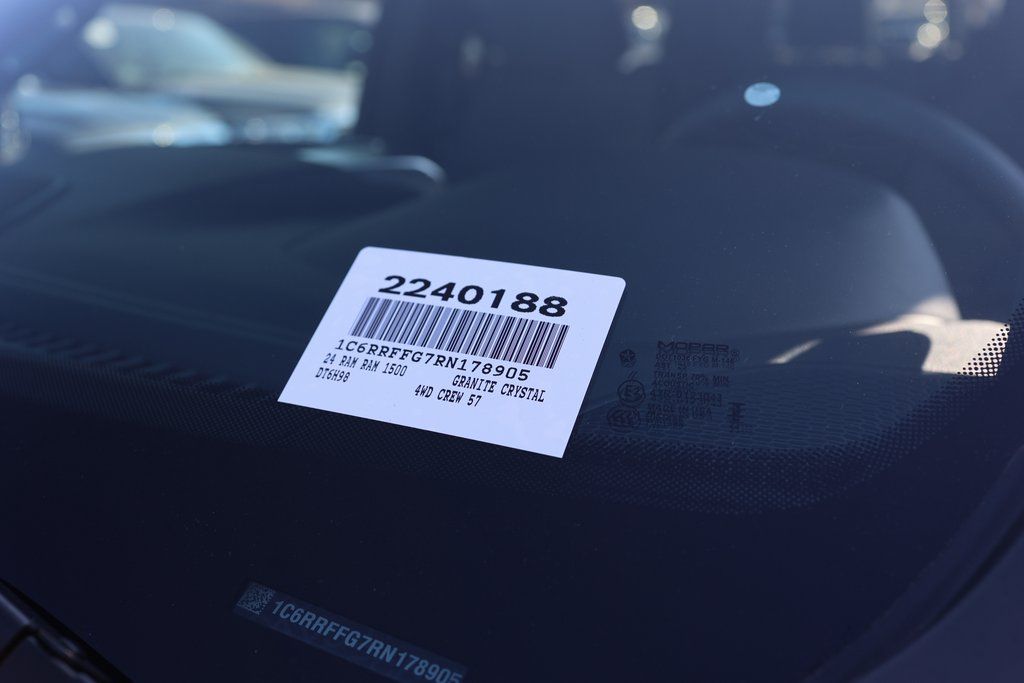 2240188
1C6RRFFG7RN178905
24 RAM RAM 1500 GRANITE CRYSTAL
DT6H98 4WD CREW 57
MOPAR
1C6RRFFG7RN178905